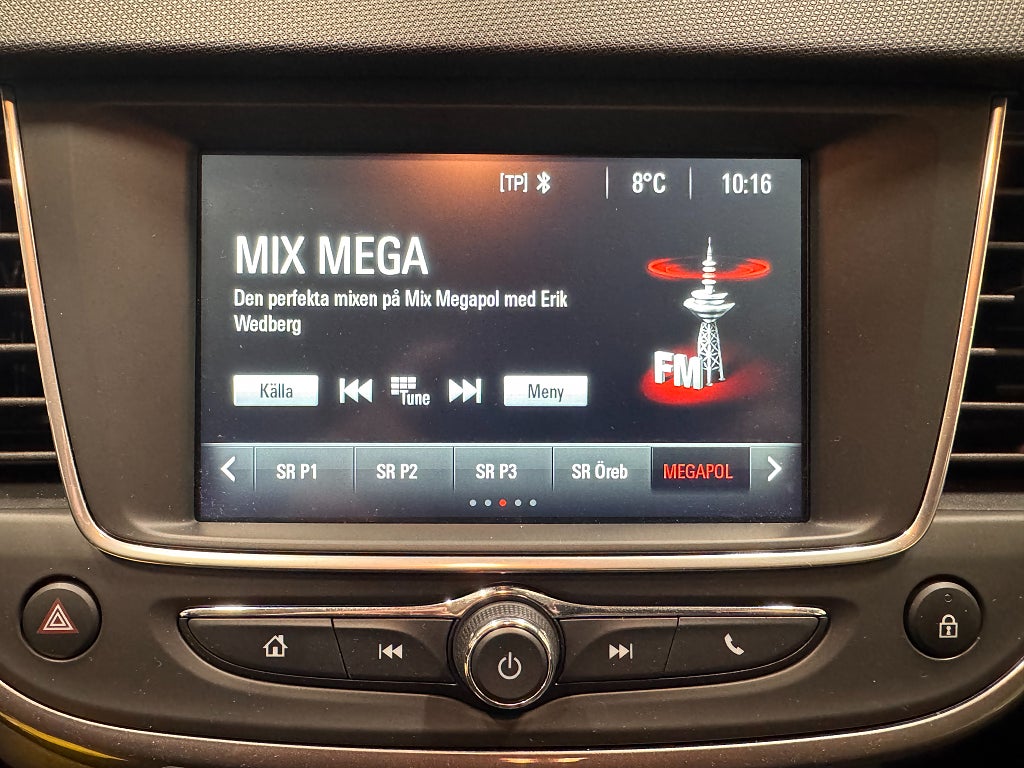 [TP] 8°C 10:16
MIX MEGA
Den perfekta mixen på Mix Megapol med Erik
Wedberg
FM
Källa Tune Meny
SR P1 SR P2 SR P3 SR Öreb MEGAPOL